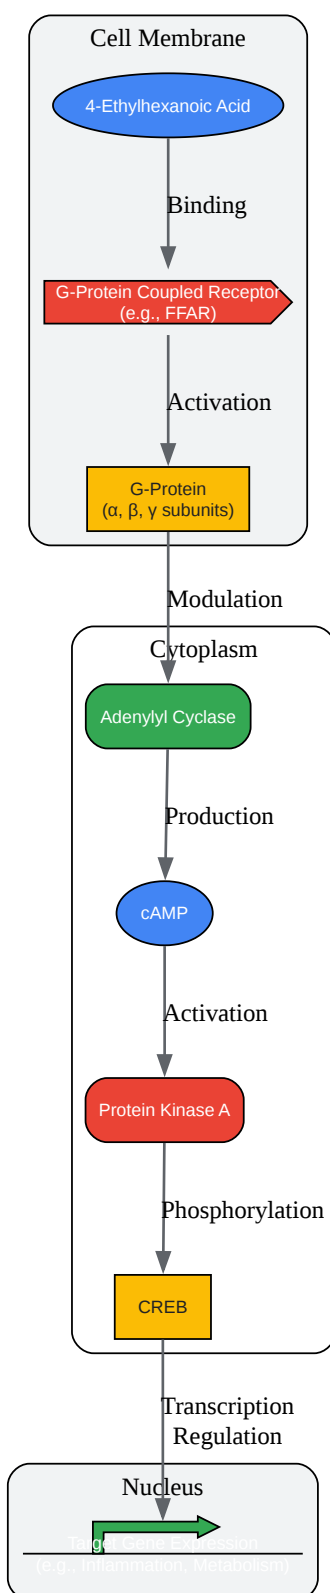 Cell Membrane
4-Ethylhexanoic Acid
Binding
G-Protein Coupled Receptor
(e.g., FFAR)
Activation
G-Protein
(α, β, γ subunits)
Modulation
Cytoplasm
Adenylyl Cyclase
Production
cAMP
Activation
Protein Kinase A
Phosphorylation
CREB
Transcription
Regulation
Nucleus
Target Gene Expression
(e.g., Inflammation, Metabolism)